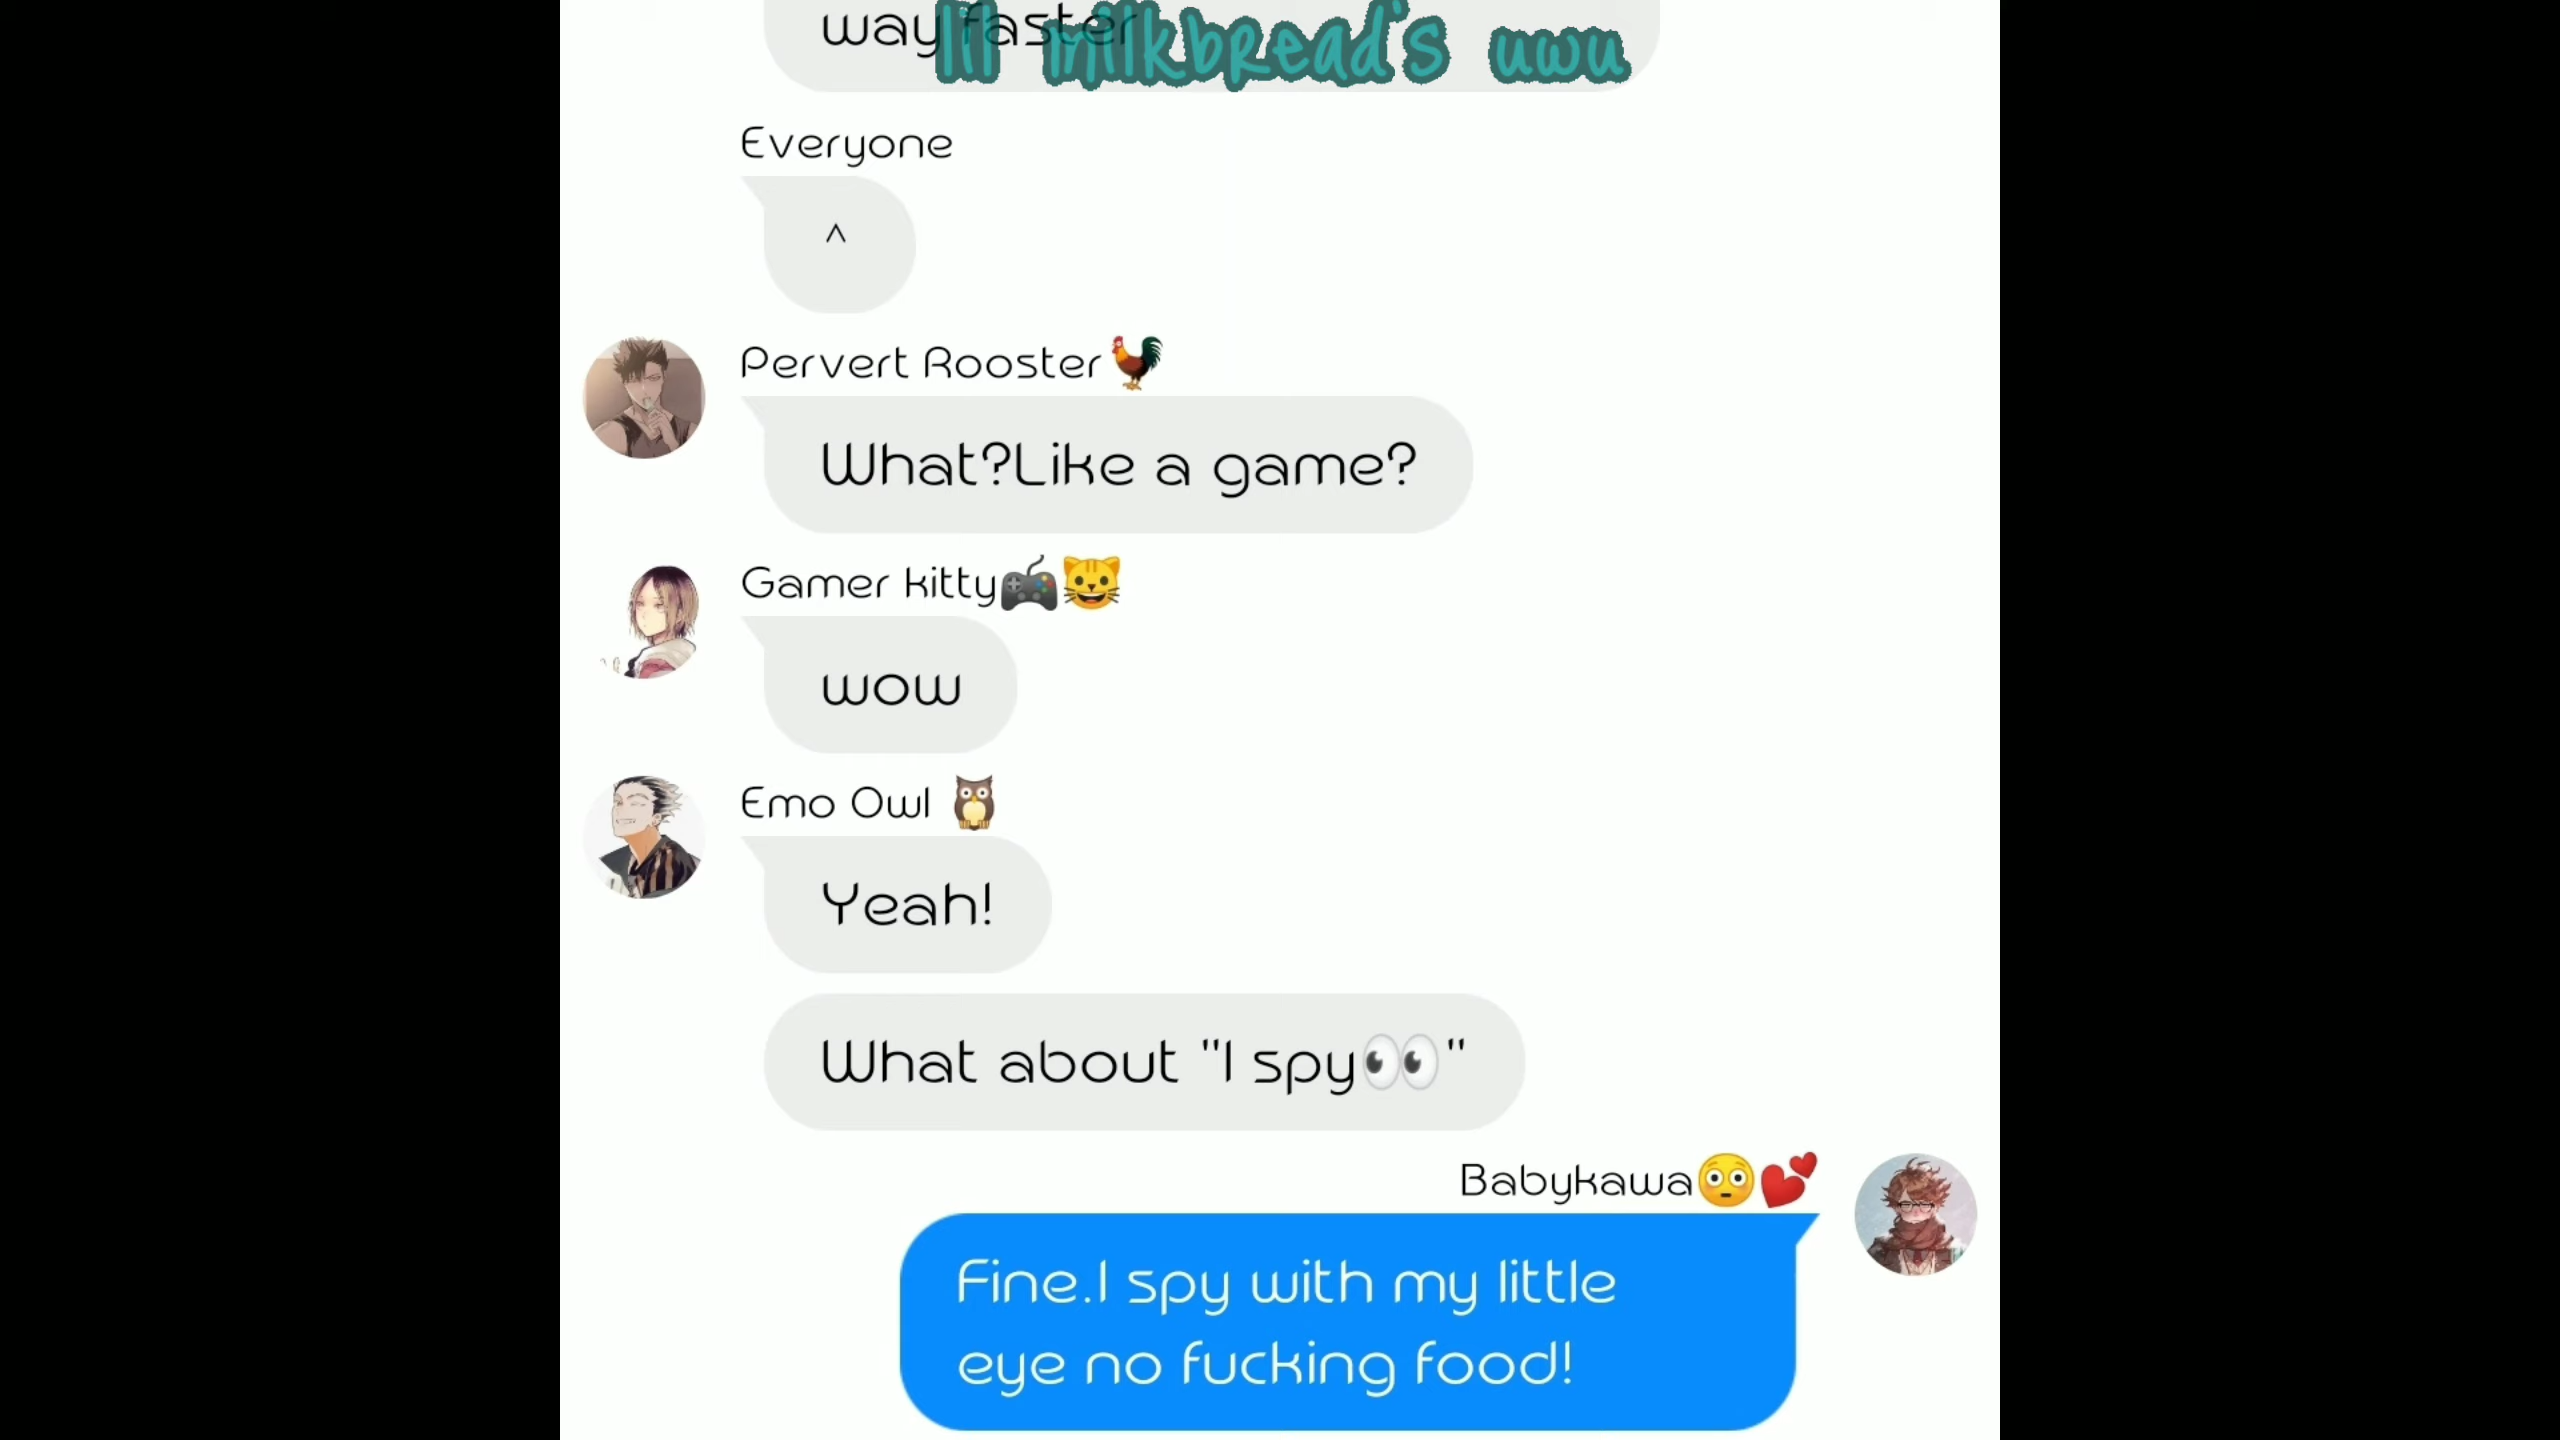 way faster
lil milkbread's uwu
Everyone
^
Pervert Rooster🐓
What?Like a game?
Gamer kitty🎮😺
wow
Emo Owl 🦉
Yeah!
What about "I spy👀"
Babykawa😳💕
Fine.I spy with my little
eye no fucking food!